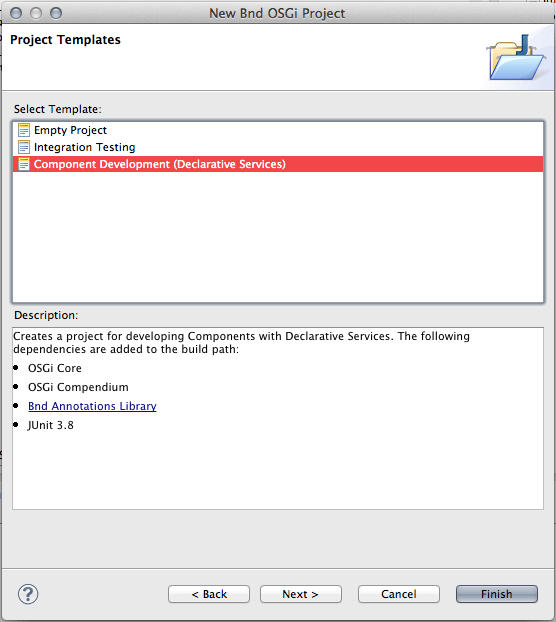 New Bnd OSGi Project
Project Templates
Select Template:
Empty Project
Integration Testing
Component Development (Declarative Services)
Description:
Creates a project for developing Components with Declarative Services. The following
dependencies are added to the build path:
OSGi Core
OSGi Compendium
Bnd Annotations Library
JUnit 3.8
?
< Back
Next >
Cancel
Finish